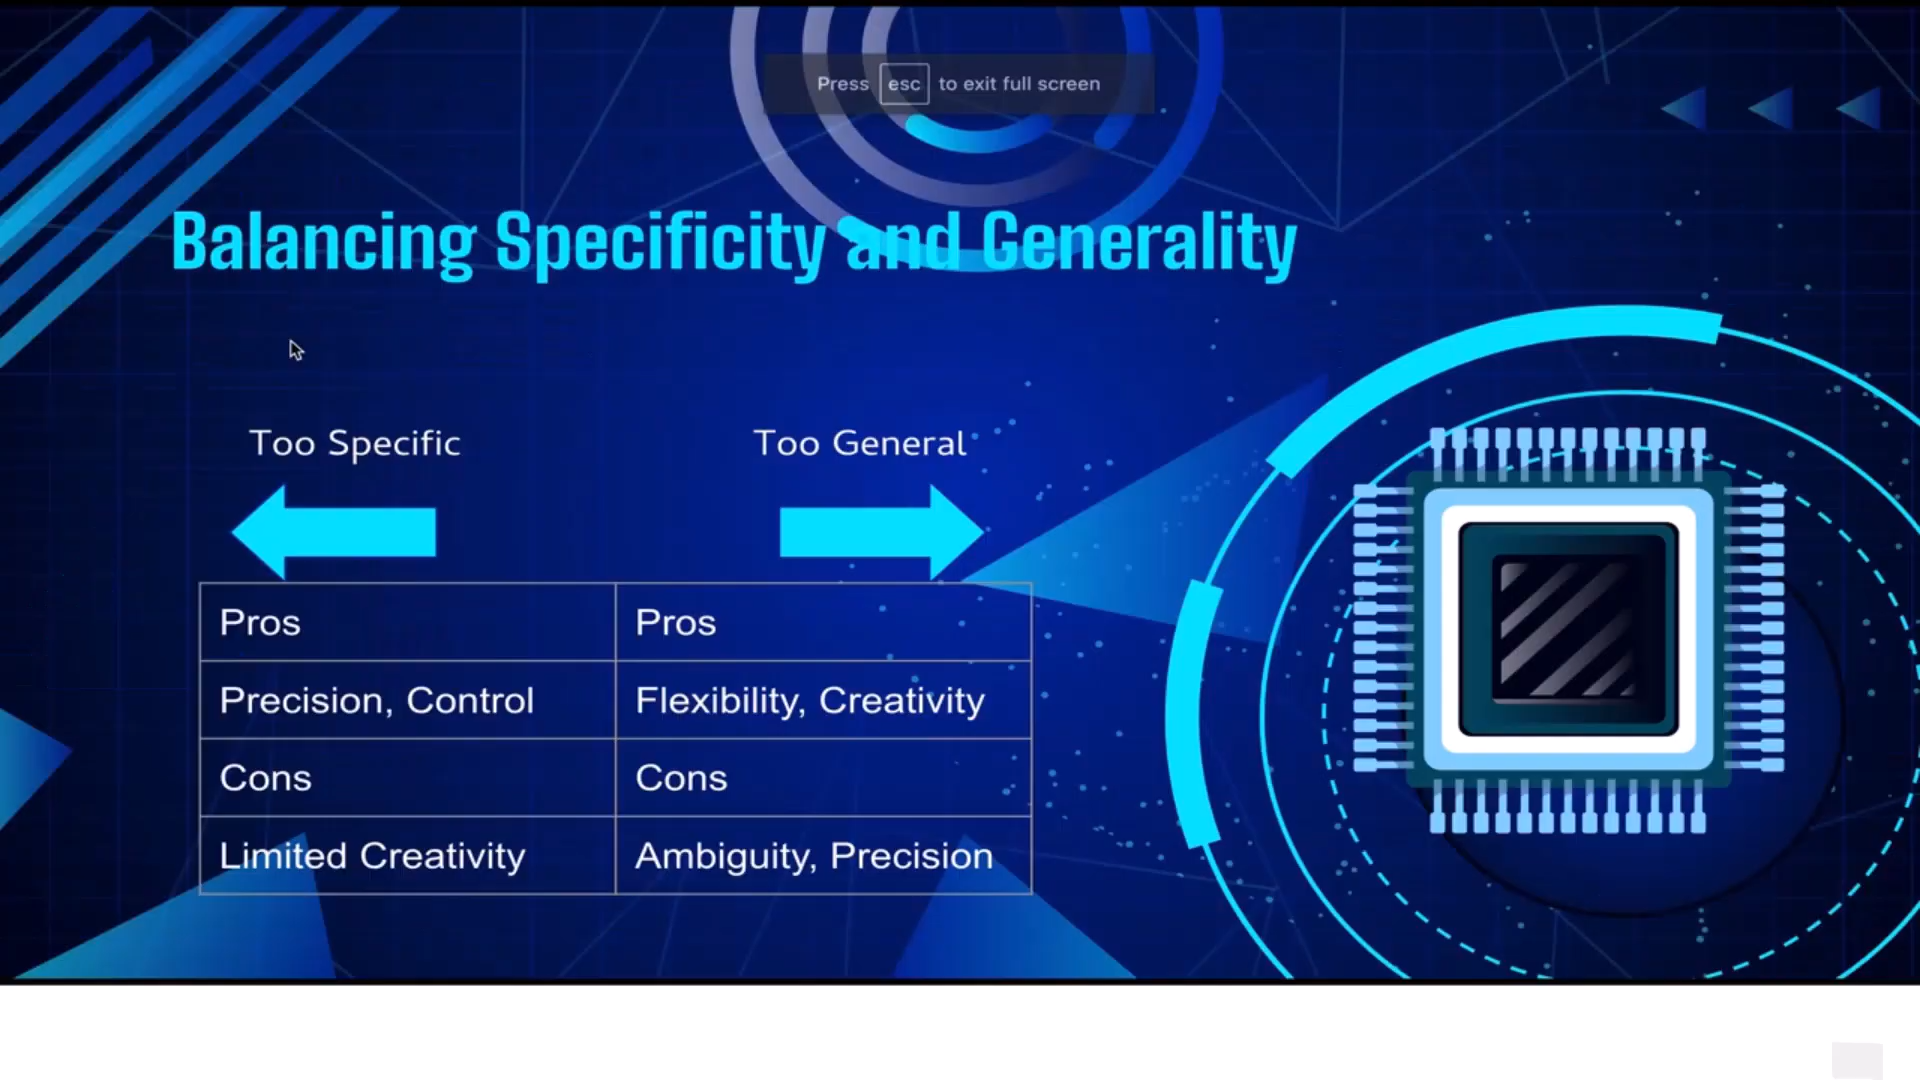 Press esc to exit full screen
Balancing Specificity and Generality
Too Specific
Too General
Pros
Pros
Precision, Control
Flexibility, Creativity
Cons
Cons
Limited Creativity
Ambiguity, Precision